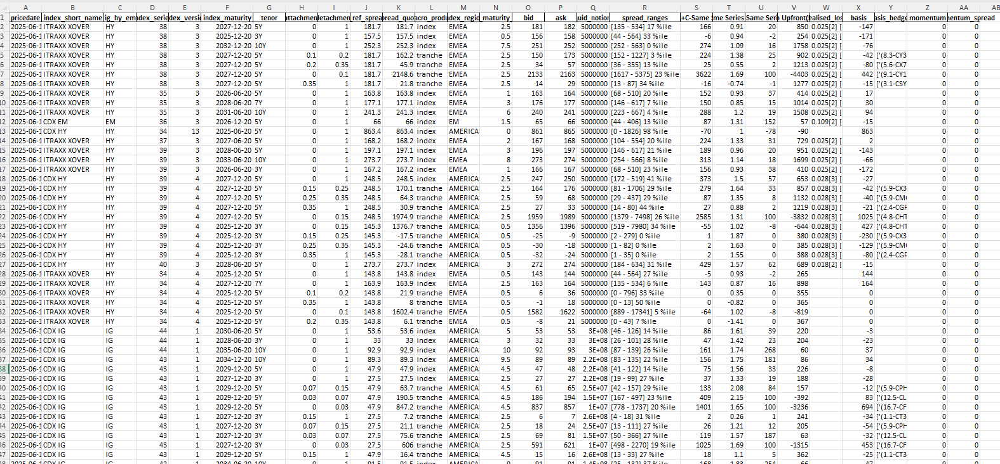 A B C D E F G H I J K L M N O P Q R S T U V W X Y Z AA AB
1 pricedate index_short_name ig_hy_em ndex_serie dex_versi index_maturity tenor attachmen letachmen ref_sprea read_quo acro_produ dex_regio maturity_ bid ask uid_notion spread_ranges +C-Same S me Series Same Seri Upfront( ealised_los basis asis_hedge momentum nentum_spread
2 2025-06-1 ITRAXX XOVER HY 38 3 2027-12-20 5Y 0 1 181.7 181.7 index EMEA 2.5 181 182 5000000 [135 - 534] 17 %ile 166 0.91 20 850 0.025[2] [ -147 0 0
3 2025-06-1 ITRAXX XOVER HY 38 3 2025-12-20 5Y 0 1 157.5 157.5 index EMEA 0.5 156 158 5000000 [44 - 564] 33 %ile -6 0.94 -2 254 0.025[2] [ -171 0 0
4 2025-06-1 ITRAXX XOVER HY 38 3 2032-12-20 10Y 0 1 252.3 252.3 index EMEA 7.5 251 252 5000000 [252 - 563] 0 %ile 274 1.09 16 1758 0.025[2] [ -76 0 0
5 2025-06-1 ITRAXX XOVER HY 38 3 2027-12-20 5Y 0.1 0.2 181.7 162.2 tranche EMEA 2.5 150 173 5000000 [152 - 1227] 3 %ile 224 1.38 25 902 0.025[2] [ -42 ['(8.3-CY3 0 0
6 2025-06-1 ITRAXX XOVER HY 38 3 2027-12-20 5Y 0.2 0.35 181.7 45.9 tranche EMEA 2.5 34 57 5000000 [36 - 355] 13 %ile 25 0.55 2 1213 0.025[2] [ -80 ['(5.6-CX7 0 0
7 2025-06-1 ITRAXX XOVER HY 38 3 2027-12-20 5Y 0 0.1 181.7 2148.6 tranche EMEA 2.5 2133 2163 5000000 [1617 - 5375] 23 %ile 3622 1.69 100 -4403 0.025[2] [ 442 ['(9.1-CY1 0 0
8 2025-06-1 ITRAXX XOVER HY 38 3 2027-12-20 5Y 0.35 1 181.7 21.8 tranche EMEA 2.5 14 29 5000000 [13 - 87] 34 %ile -16 -0.74 -1 1277 0.025[2] [ -15 ['(3.1-CSY 0 0
9 2025-06-1 ITRAXX XOVER HY 35 3 2026-06-20 5Y 0 1 163.8 163.8 index EMEA 1 163 164 5000000 [68 - 510] 20 %ile 152 0.93 37 414 0.025[2] [ 17 0 0
10 2025-06-1 ITRAXX XOVER HY 35 3 2028-06-20 7Y 0 1 177.1 177.1 index EMEA 3 176 177 5000000 [146 - 617] 7 %ile 150 0.85 15 1014 0.025[2] [ 30 0 0
11 2025-06-1 ITRAXX XOVER HY 35 3 2031-06-20 10Y 0 1 241.3 241.3 index EMEA 6 240 241 5000000 [223 - 667] 4 %ile 288 1.2 19 1508 0.025[2] [ 94 0 0
12 2025-06-1 CDX EM EM 36 3 2026-12-20 5Y 0 1 66 66 index EM 1.5 65 66 5000000 [44 - 406] 13 %ile 87 1.31 152 57 0.109[2] [ -15 0 0
13 2025-06-1 CDX HY HY 34 13 2025-06-20 5Y 0 1 863.4 863.4 index AMERICA 0 861 865 5000000 [0 - 1826] 98 %ile -70 1 -78 -90 863 0 0
14 2025-06-1 ITRAXX XOVER HY 37 3 2027-06-20 5Y 0 1 168.2 168.2 index EMEA 2 167 168 5000000 [104 - 554] 20 %ile 224 1.33 31 729 0.025[2] [ 2 0 0
15 2025-06-1 ITRAXX XOVER HY 39 3 2028-06-20 5Y 0 1 197.1 197.1 index EMEA 3 196 197 5000000 [146 - 617] 21 %ile 189 0.96 20 951 0.025[2] [ -143 0 0
16 2025-06-1 ITRAXX XOVER HY 39 3 2033-06-20 10Y 0 1 273.7 273.7 index EMEA 8 273 274 5000000 [254 - 566] 8 %ile 313 1.14 18 1699 0.025[2] [ -66 0 0
17 2025-06-1 ITRAXX XOVER HY 39 3 2026-06-20 3Y 0 1 167.2 167.2 index EMEA 1 166 167 5000000 [68 - 510] 23 %ile 156 0.93 38 410 0.025[2] [ -172 0 0
18 2025-06-1 CDX HY HY 39 4 2027-12-20 5Y 0 1 248.5 248.5 index AMERICA 2.5 247 250 5000000 [172 - 519] 41 %ile 373 1.5 57 653 0.028[3] [ -27 0 0
19 2025-06-1 CDX HY HY 39 4 2027-12-20 5Y 0.15 0.25 248.5 170.1 tranche AMERICA 2.5 164 176 5000000 [81 - 1706] 29 %ile 279 1.64 33 857 0.028[3] [ -42 ['(5.9-CX3 0 0
20 2025-06-1 CDX HY HY 39 4 2027-12-20 5Y 0.25 0.35 248.5 64.3 tranche AMERICA 2.5 59 68 5000000 [29 - 437] 29 %ile 87 1.35 8 1132 0.028[3] [ -40 ['(5.9-CM 0 0
21 2025-06-1 CDX HY HY 39 4 2027-12-20 5Y 0.35 1 248.5 30.9 tranche AMERICA 2.5 27 33 5000000 [14 - 80] 44 %ile 27 0.88 2 1219 0.028[3] [ -21 ['(2.4-CGF 0 0
22 2025-06-1 CDX HY HY 39 4 2027-12-20 5Y 0 0.15 248.5 1974.9 tranche AMERICA 2.5 1959 1989 5000000 [1379 - 7498] 26 %ile 2585 1.31 100 -3832 0.028[3] [ 1025 ['(4.8-CHT 0 0
23 2025-06-1 CDX HY HY 39 4 2025-12-20 3Y 0 0.15 145.3 1376.7 tranche AMERICA 0.5 1356 1396 5000000 [519 - 7980] 34 %ile -55 1.02 -8 -644 0.028[3] [ 427 ['(4.8-CHT 0 0
24 2025-06-1 CDX HY HY 39 4 2025-12-20 3Y 0.15 0.25 145.3 -17.5 tranche AMERICA 0.5 -25 -9 5000000 [2 - 279] 0 %ile 1 1.87 0 380 0.028[3] [ -230 ['(5.9-CX3 0 0
25 2025-06-1 CDX HY HY 39 4 2025-12-20 3Y 0.25 0.35 145.3 -24.6 tranche AMERICA 0.5 -30 -18 5000000 [1 - 82] 0 %ile 2 1.63 0 385 0.028[3] [ -129 ['(5.9-CM 0 0
26 2025-06-1 CDX HY HY 39 4 2025-12-20 3Y 0.35 1 145.3 -28.1 tranche AMERICA 0.5 -32 -24 5000000 [1 - 35] 0 %ile 2 1.55 0 388 0.028[3] [ -80 ['(2.4-CGF 0 0
27 2025-06-1 CDX HY HY 40 3 2028-06-20 5Y 0 1 273.7 273.7 index AMERICA 3 272 274 5000000 [184 - 634] 31 %ile 429 1.57 62 689 0.018[2] [ -15 0 0
28 2025-06-1 ITRAXX XOVER HY 34 4 2025-12-20 5Y 0 1 143.8 143.8 index EMEA 0.5 143 144 5000000 [44 - 564] 27 %ile -5 0.93 -2 265 144 0 0
29 2025-06-1 ITRAXX XOVER HY 34 4 2027-12-20 7Y 0 1 163.9 163.9 index EMEA 2.5 163 164 5000000 [135 - 534] 6 %ile 143 0.87 16 898 164 0 0
30 2025-06-1 ITRAXX XOVER HY 34 4 2025-12-20 5Y 0.1 0.2 143.8 21.9 tranche EMEA 0.5 6 36 5000000 [0 - 796] 33 %ile 0 0.35 0 355 0 0 0
31 2025-06-1 ITRAXX XOVER HY 34 4 2025-12-20 5Y 0.35 1 143.8 8 tranche EMEA 0.5 -1 18 5000000 [0 - 13] 50 %ile 0 -0.82 0 365 0 0 0
32 2025-06-1 ITRAXX XOVER HY 34 4 2025-12-20 5Y 0 0.1 143.8 1602.4 tranche EMEA 0.5 1582 1622 5000000 [889 - 17341] 5 %ile -64 1.02 -8 -819 0 0 0
33 2025-06-1 ITRAXX XOVER HY 34 4 2025-12-20 5Y 0.2 0.35 143.8 6.1 tranche EMEA 0.5 -8 21 5000000 [0 - 43] 7 %ile 0 -1.41 0 367 0 0 0
34 2025-06-1 CDX IG IG 44 1 2030-06-20 5Y 0 1 53.6 53.6 index AMERICA 5 53 53 3E+08 [46 - 126] 14 %ile 86 1.61 39 220 -3 0 0
35 2025-06-1 CDX IG IG 44 1 2028-06-20 3Y 0 1 33 33 index AMERICA 3 32 33 3E+08 [26 - 101] 28 %ile 47 1.42 23 204 -23 0 0
36 2025-06-1 CDX IG IG 44 1 2035-06-20 10Y 0 1 92.9 92.9 index AMERICA 10 92 93 3E+08 [87 - 139] 26 %ile 161 1.74 268 60 37 0 0
37 2025-06-1 CDX IG IG 43 1 2034-12-20 10Y 0 1 89.3 89.3 index AMERICA 9.5 89 89 2.2E+08 [83 - 135] 22 %ile 156 1.75 181 86 34 0 0
38 2025-06-1 CDX IG IG 43 1 2029-12-20 5Y 0 1 47.9 47.9 index AMERICA 4.5 47 48 2.2E+08 [41 - 122] 14 %ile 75 1.56 33 226 -8 0 0
39 2025-06-1 CDX IG IG 43 1 2027-12-20 3Y 0 1 27.5 27.5 index AMERICA 2.5 27 27 2.2E+08 [19 - 99] 27 %ile 37 1.33 19 188 -28 0 0
40 2025-06-1 CDX IG IG 43 1 2029-12-20 5Y 0.07 0.15 47.9 63.7 tranche AMERICA 4.5 61 65 2.5E+07 [42 - 157] 29 %ile 133 2.08 84 157 -12 ['(5.9-CPH 0 0
41 2025-06-1 CDX IG IG 43 1 2029-12-20 5Y 0.03 0.07 47.9 190.5 tranche AMERICA 4.5 186 194 1.5E+07 [167 - 497] 23 %ile 409 2.15 100 -392 83 ['(12.5-CL 0 0
42 2025-06-1 CDX IG IG 43 1 2029-12-20 5Y 0 0.03 47.9 847.2 tranche AMERICA 4.5 837 857 1E+07 [778 - 1737] 20 %ile 1401 1.65 100 -3236 694 ['(16.7-CF 0 0
43 2025-06-1 CDX IG IG 43 1 2027-12-20 3Y 0.15 1 27.5 7.2 tranche AMERICA 2.5 6 7 2.6E+08 [4 - 18] 31 %ile 2 0.26 1 241 -34 ['(1.1-CT3 0 0
44 2025-06-1 CDX IG IG 43 1 2027-12-20 3Y 0.07 0.15 27.5 21.1 tranche AMERICA 2.5 18 24 2.5E+07 [13 - 111] 27 %ile 26 1.21 12 205 -54 ['(5.9-CPH 0 0
45 2025-06-1 CDX IG IG 43 1 2027-12-20 3Y 0.03 0.07 27.5 75.6 tranche AMERICA 2.5 69 81 1.5E+07 [50 - 366] 27 %ile 119 1.57 187 63 -32 ['(12.5-CL 0 0
46 2025-06-1 CDX IG IG 43 1 2027-12-20 3Y 0 0.03 27.5 606 tranche AMERICA 2.5 591 621 1E+07 [498 - 2270] 19 %ile 1025 1.69 100 -1315 453 ['(16.7-CF 0 0
47 2025-06-1 CDX IG IG 43 1 2029-12-20 5Y 0.15 1 47.9 16.4 tranche AMERICA 4.5 15 16 2.6E+08 [13 - 33] 27 %ile 18 1.1 5 362 -25 ['(1.1-CT3 0 0